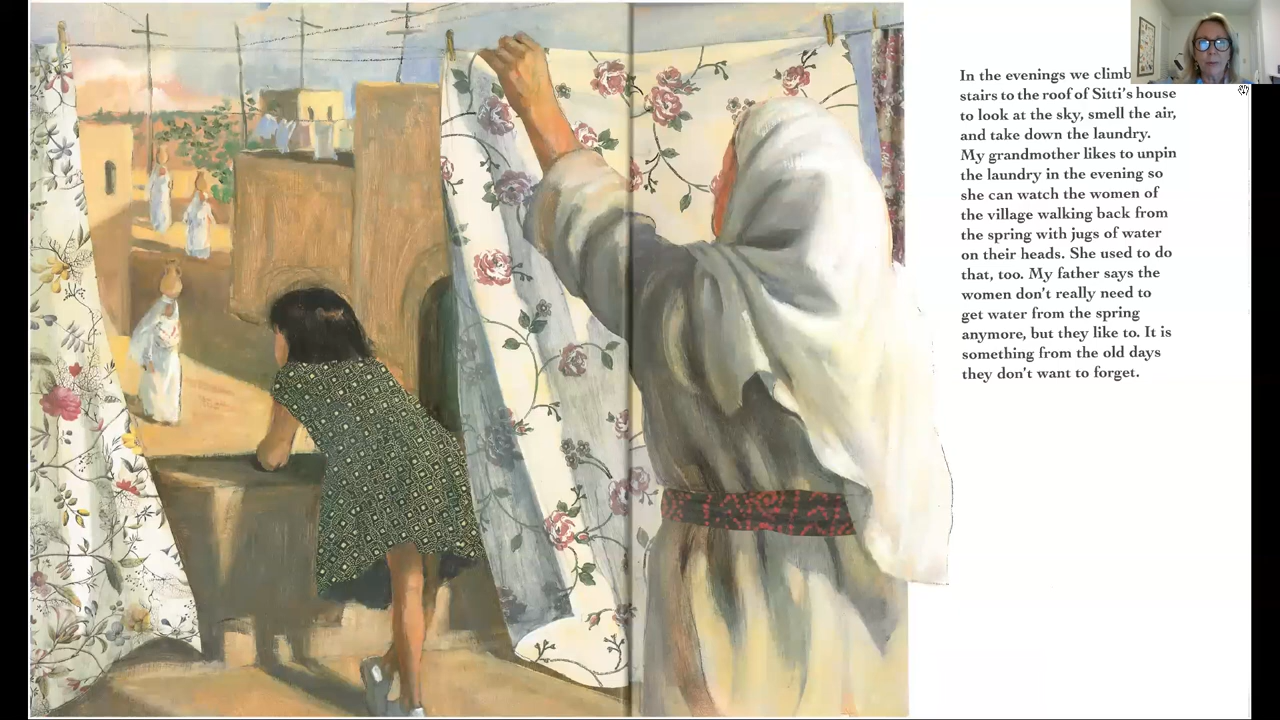 In the evenings we climb
stairs to the roof of Sitti's house
to look at the sky, smell the air,
and take down the laundry.
My grandmother likes to unpin
the laundry in the evening so
she can watch the women of
the village walking back from
the spring with jugs of water
on their heads. She used to do
that, too. My father says the
women don't really need to
get water from the spring
anymore, but they like to. It is
something from the old days
they don't want to forget.